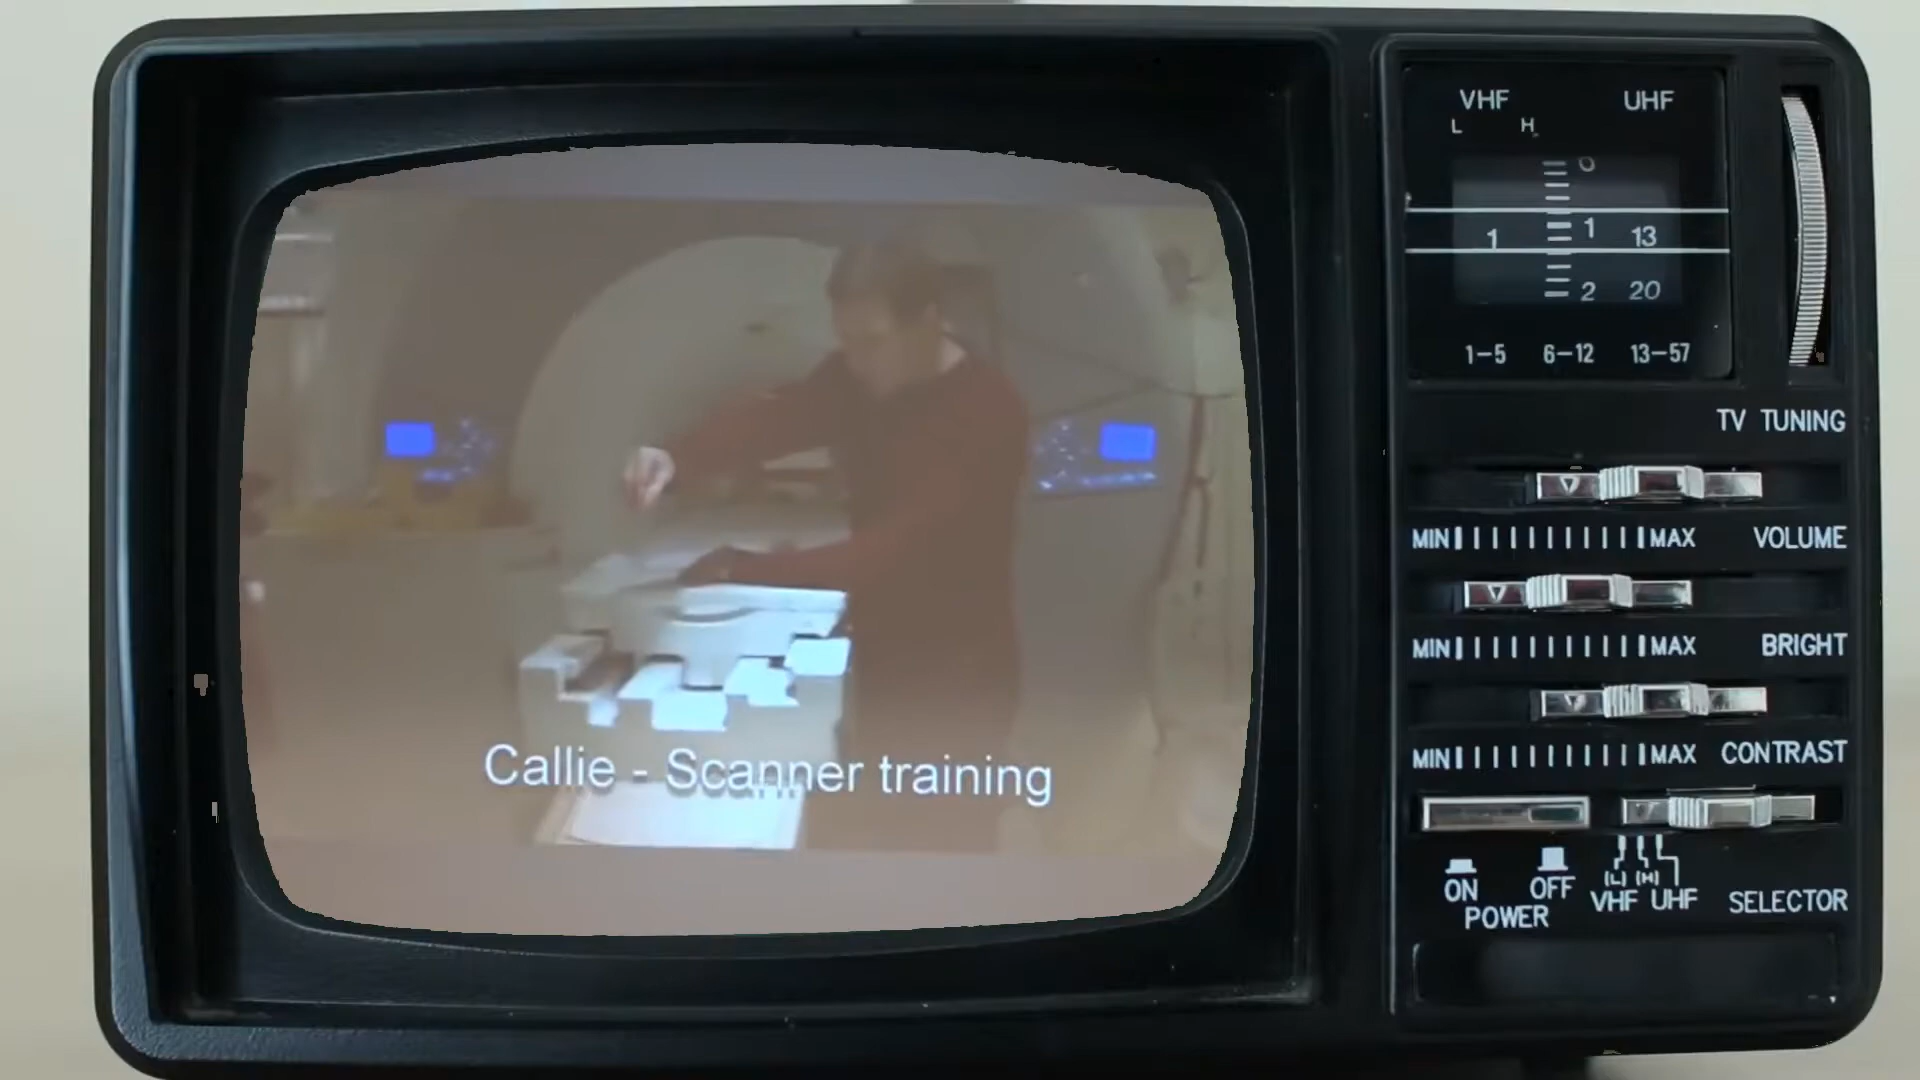 Callie - Scanner training
VHF UHF
L H
0
1 1 13
2 20
1-5 6-12 13-57
TV TUNING
MIN MAX VOLUME
MIN MAX BRIGHT
MIN MAX CONTRAST
ON OFF (L) (H)
VHF UHF SELECTOR
POWER